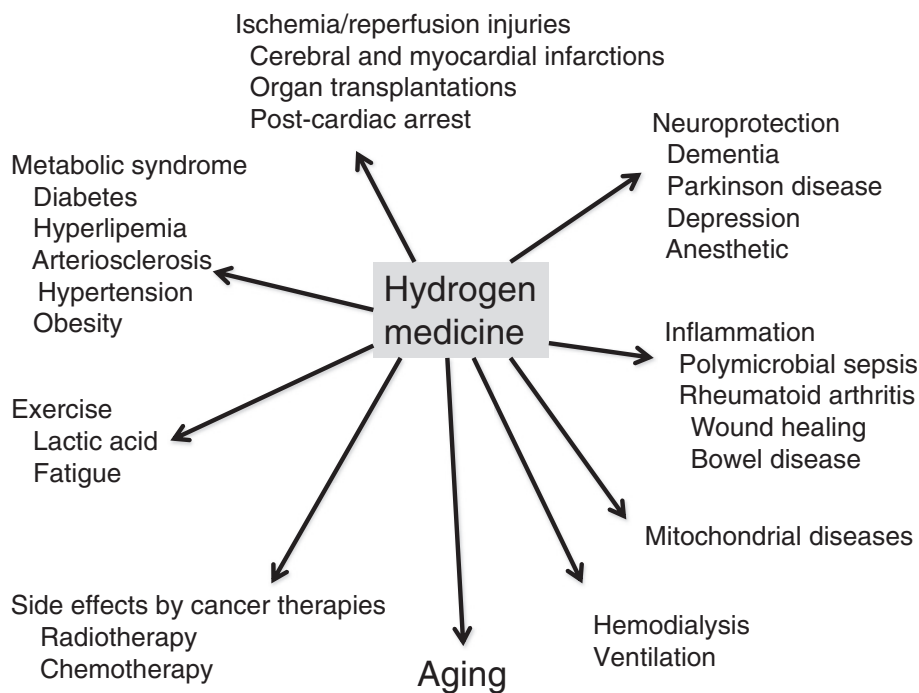 Ischemia/reperfusion injuries
Cerebral and myocardial infarctions
Organ transplantations
Post-cardiac arrest
Neuroprotection
Dementia
Parkinson disease
Depression
Anesthetic
Metabolic syndrome
Diabetes
Hyperlipemia
Arteriosclerosis
Hypertension
Obesity
Hydrogen
medicine
Inflammation
Polymicrobial sepsis
Rheumatoid arthritis
Wound healing
Bowel disease
Exercise
Lactic acid
Fatigue
Mitochondrial diseases
Side effects by cancer therapies
Radiotherapy
Chemotherapy
Aging
Hemodialysis
Ventilation